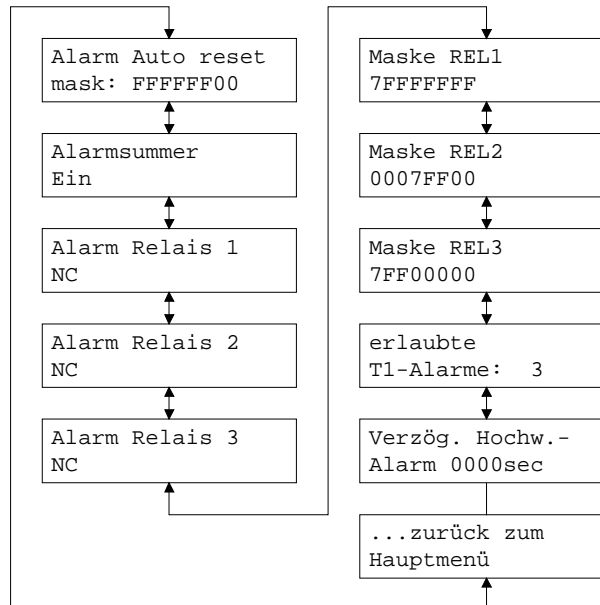 Alarm Auto reset
mask: FFFFFF00
Alarmsummer
Ein
Alarm Relais 1
NC
Alarm Relais 2
NC
Alarm Relais 3
NC
Maske REL1
7FFFFFFF
Maske REL2
0007FF00
Maske REL3
7FF00000
erlaubte
T1-Alarme:  3
Verzög. Hochw.-
Alarm 0000sec
...zurück zum
Hauptmenü